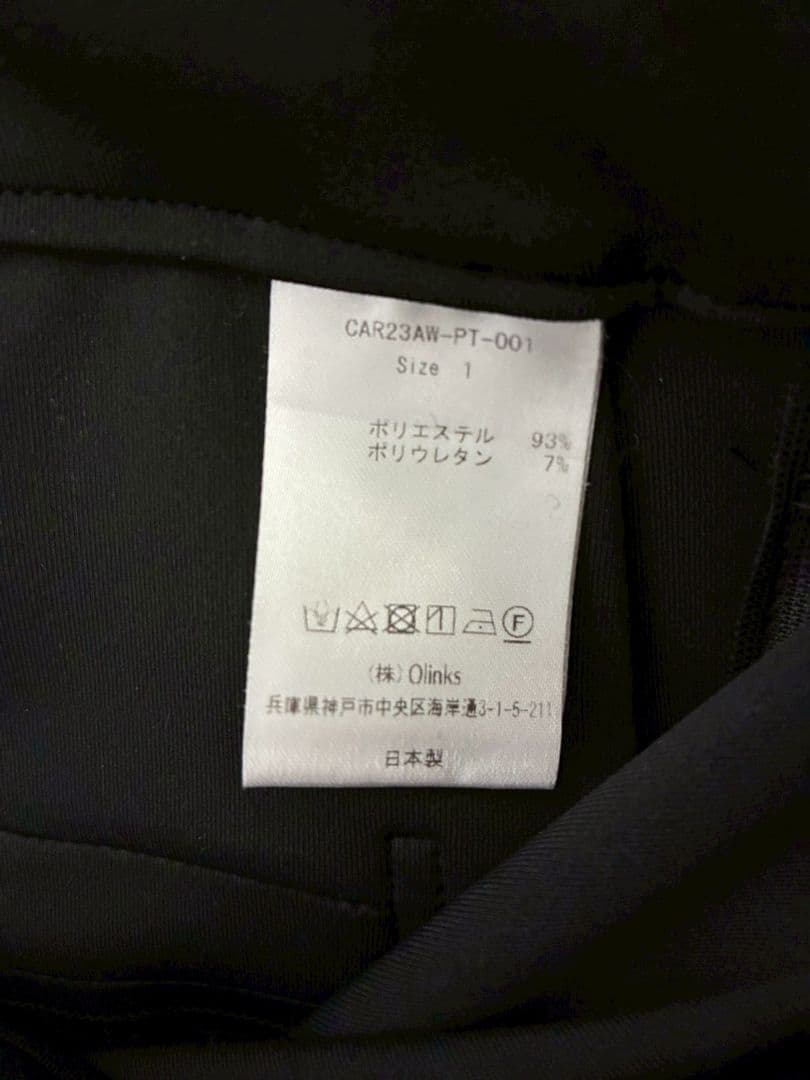 CAR23AW-PT-001
Size 1
ポリエステル 93%
ポリウレタン 7%
F
(株)Olinks
兵庫県神戸市中央区海岸通3-1-5-211
日本製